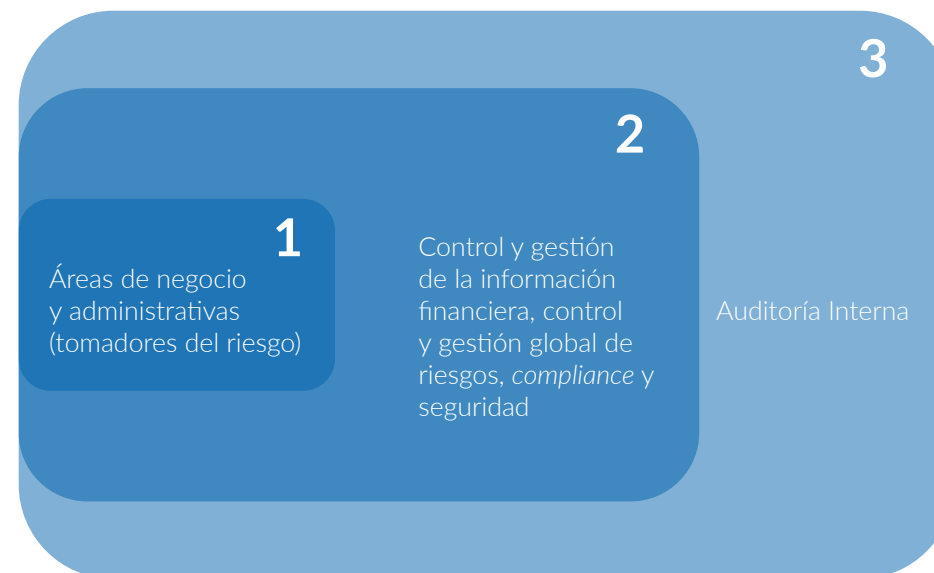 3
2
1
Áreas de negocio
y administrativas
(tomadores del riesgo)
Control y gestión
de la información
financiera, control
y gestión global de
riesgos, compliance y
seguridad
Auditoría Interna